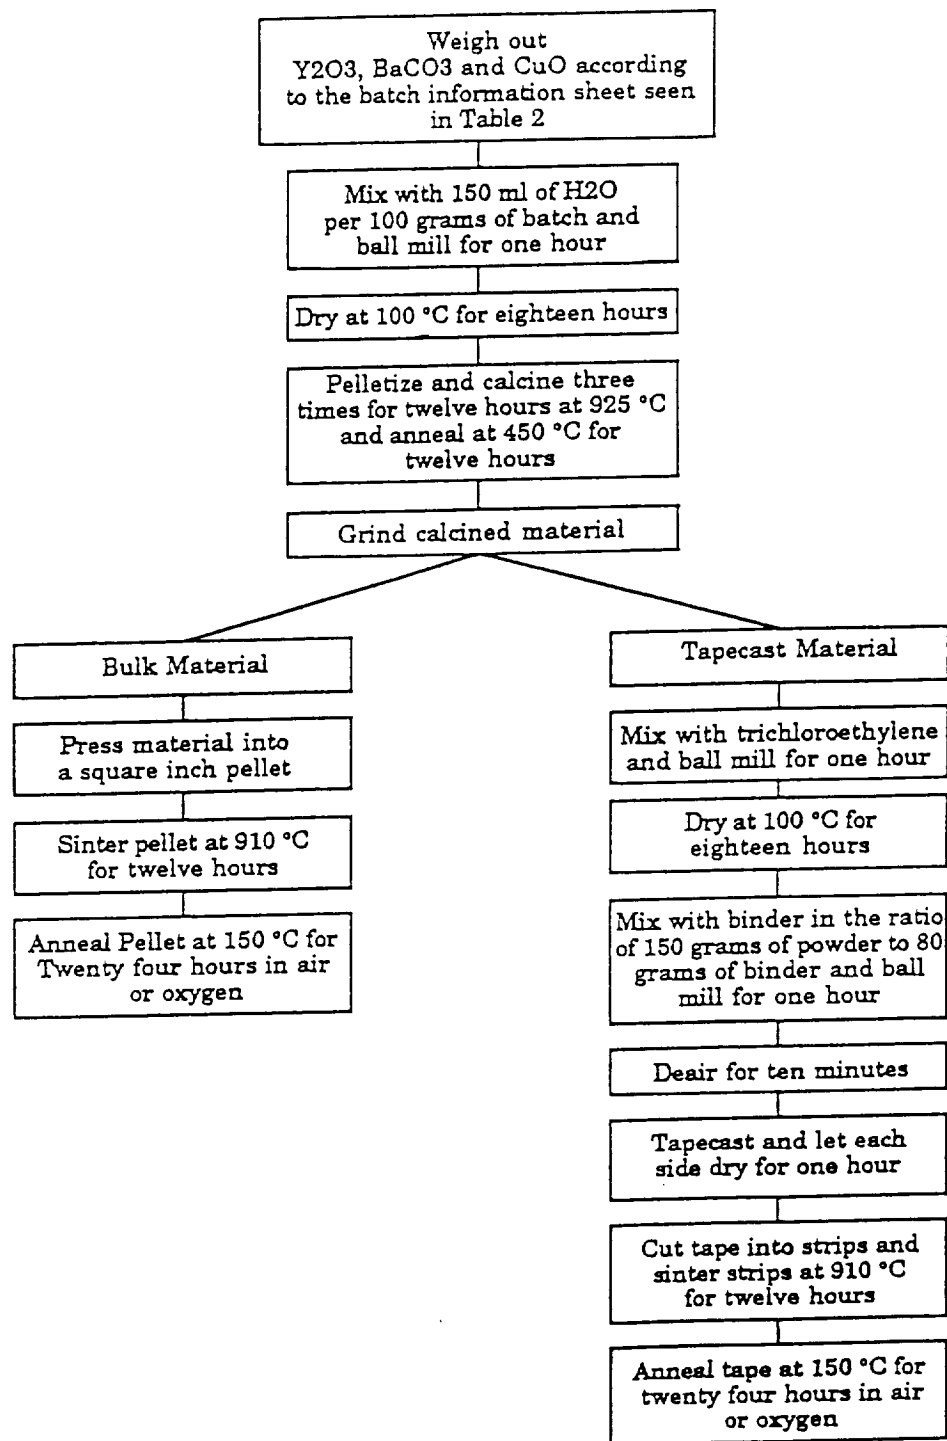 Weigh out
Y2O3, BaCO3 and CuO according
to the batch information sheet seen
in Table 2
Mix with 150 ml of H2O
per 100 grams of batch and
ball mill for one hour
Dry at 100 °C for eighteen hours
Pelletize and calcine three
times for twelve hours at 925 °C
and anneal at 450 °C for
twelve hours
Grind calcined material
Bulk Material
Press material into
a square inch pellet
Sinter pellet at 910 °C
for twelve hours
Anneal Pellet at 150 °C for
Twenty four hours in air
or oxygen
Tapecast Material
Mix with trichloroethylene
and ball mill for one hour
Dry at 100 °C for
eighteen hours
Mix with binder in the ratio
of 150 grams of powder to 80
grams of binder and ball
mill for one hour
Deair for ten minutes
Tapecast and let each
side dry for one hour
Cut tape into strips and
sinter strips at 910 °C
for twelve hours
Anneal tape at 150 °C for
twenty four hours in air
or oxygen